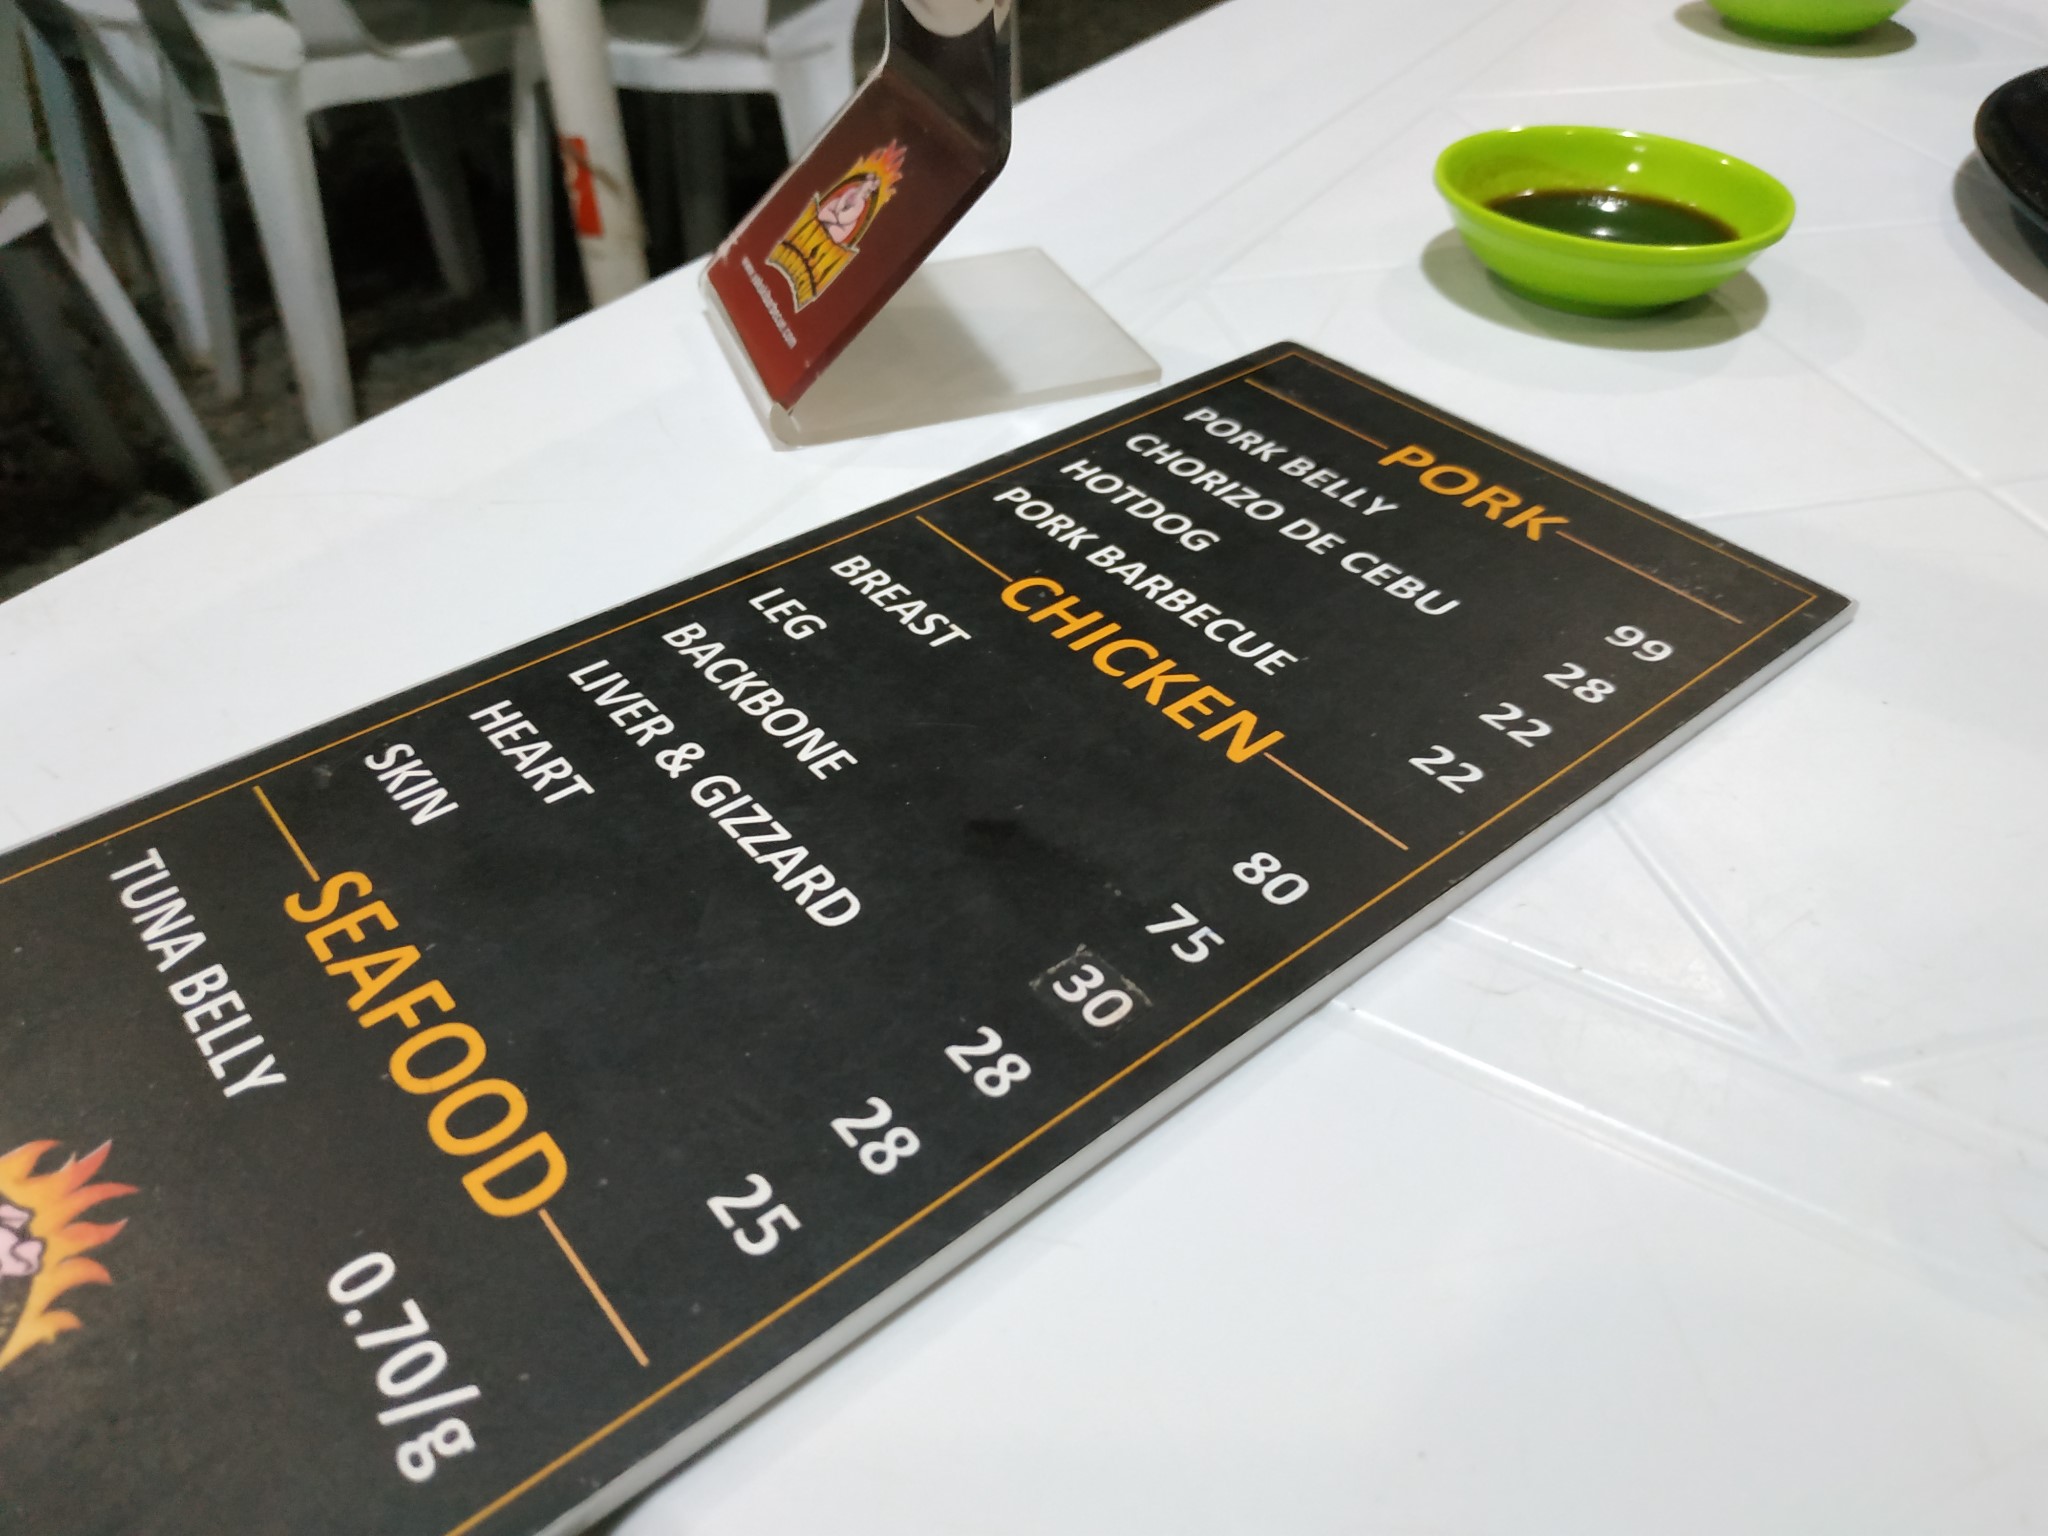 PORK
PORK BELLY 99
CHORIZO DE CEBU 28
HOTDOG 22
PORK BARBECUE 22
CHICKEN
BREAST 80
LEG 75
BACKBONE 30
LIVER & GIZZARD 28
HEART 28
SKIN 25
SEAFOOD
TUNA BELLY 0.70/g